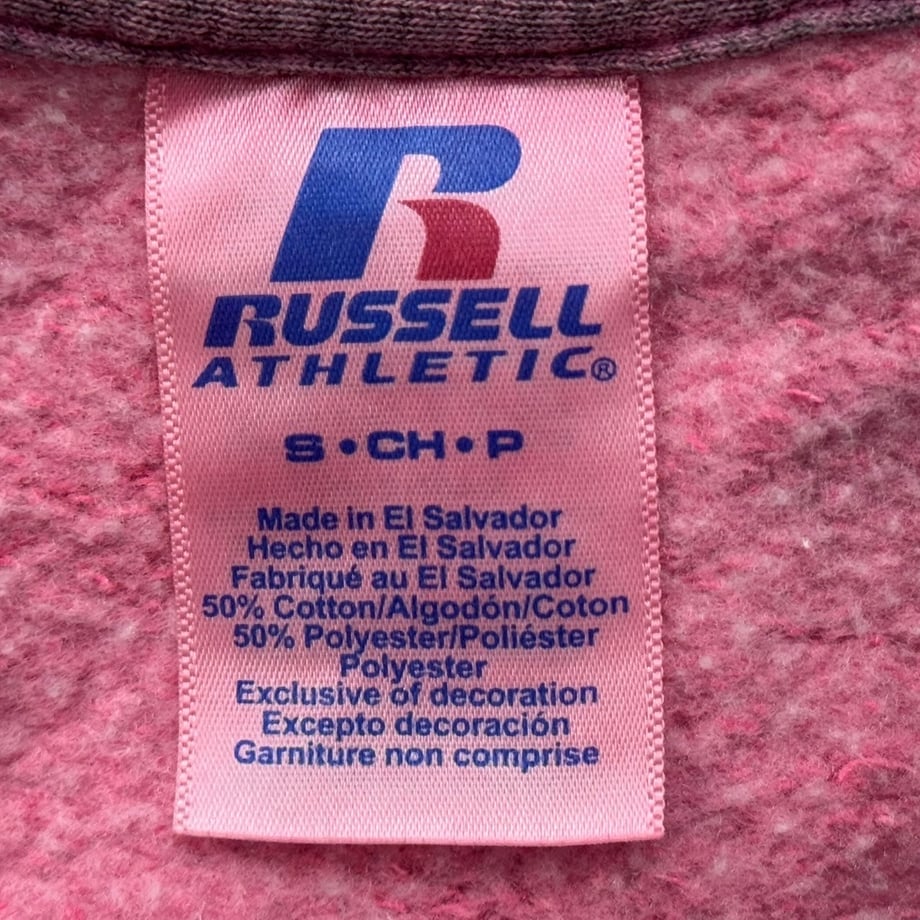 RUSSELL
ATHLETIC®
S • CH • P
Made in El Salvador
Hecho en El Salvador
Fabriqué au El Salvador
50% Cotton/Algodón/Coton
50% Polyester/Poliéster
Polyester
Exclusive of decoration
Excepto decoración
Garniture non comprise